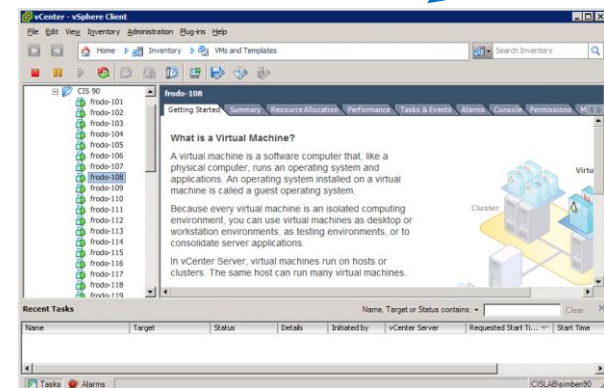 vCenter - vSphere Client
File Edit View Inventory Administration Plug-ins Help
Home Inventory VMs and Templates Search Inventory
CIS 90
frodo-101
frodo-102
frodo-103
frodo-104
frodo-105
frodo-106
frodo-107
frodo-108
frodo-109
frodo-110
frodo-111
frodo-112
frodo-113
frodo-114
frodo-115
frodo-116
frodo-117
frodo-118
frodo-119
frodo-108
Getting Started Summary Resource Allocation Performance Tasks & Events Alarms Console Permissions M
What is a Virtual Machine?
A virtual machine is a software computer that, like a
physical computer, runs an operating system and
applications. An operating system installed on a virtual
machine is called a guest operating system.
Because every virtual machine is an isolated computing
environment, you can use virtual machines as desktop or
workstation environments, as testing environments, or to
consolidate server applications.
In vCenter Server, virtual machines run on hosts or
clusters. The same host can run many virtual machines.
Virtu
Cluster
Recent Tasks
Name, Target or Status contains: Clear
Name Target Status Details Initiated by vCenter Server Requested Start Ti... Start Time
Tasks Alarms CISLAB\simben90